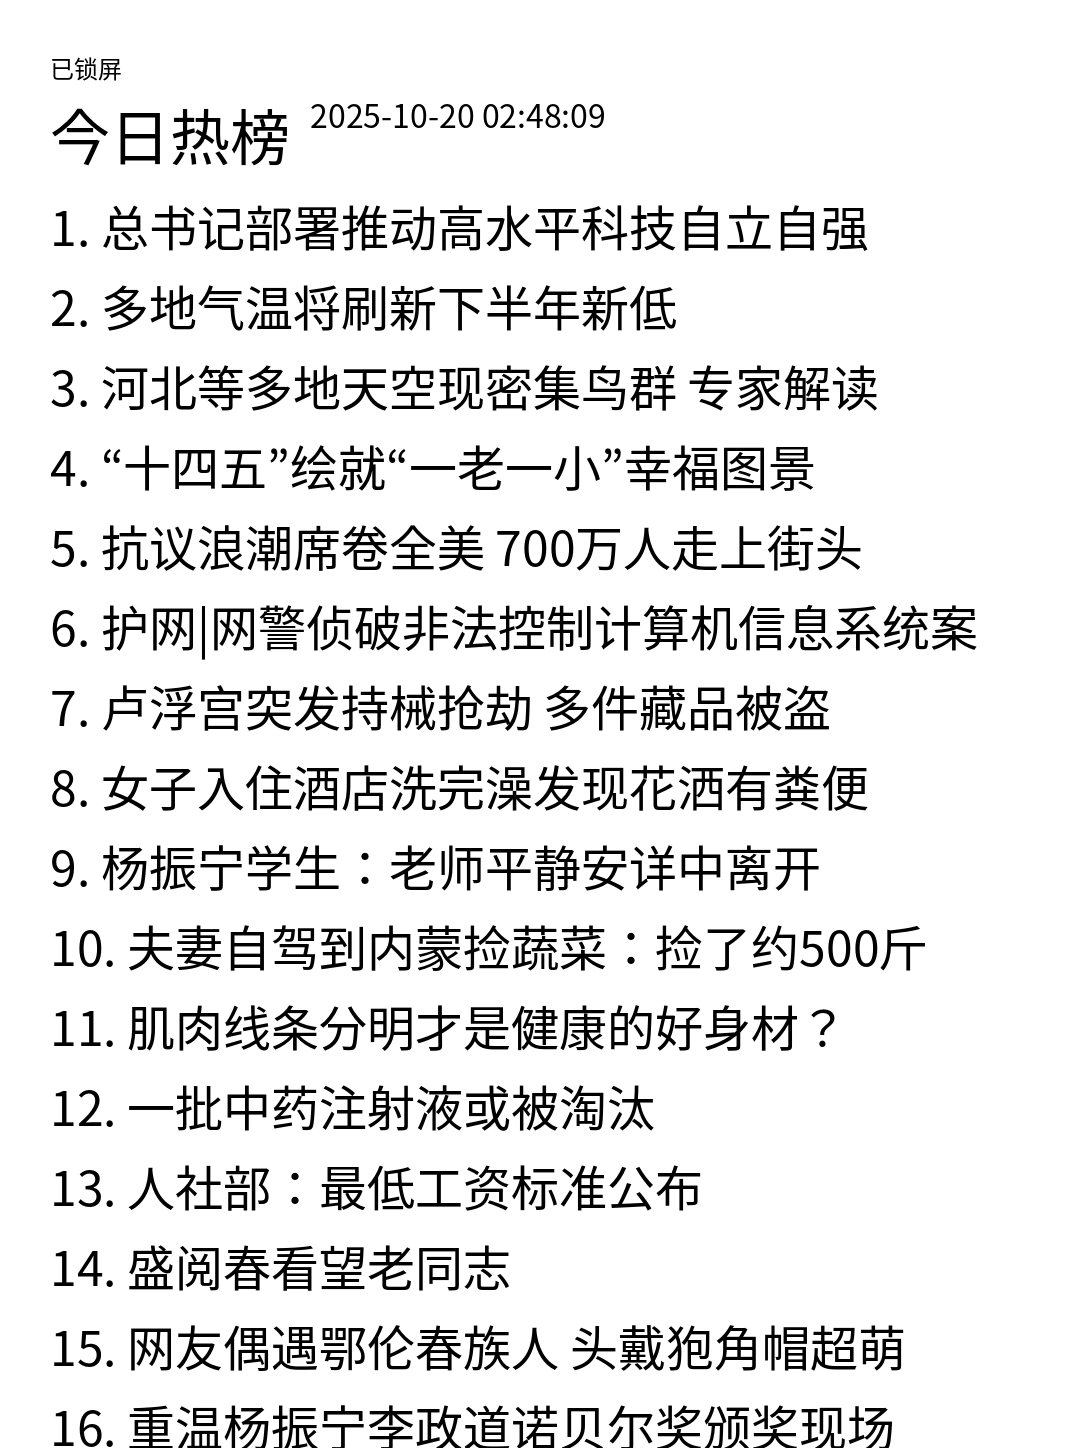 已锁屏
今日热榜 2025-10-20 02:48:09
1. 总书记部署推动高水平科技自立自强
2. 多地气温将刷新下半年新低
3. 河北等多地天空现密集鸟群 专家解读
4. “十四五”绘就“一老一小”幸福图景
5. 抗议浪潮席卷全美 700万人走上街头
6. 护网|网警侦破非法控制计算机信息系统案
7. 卢浮宫突发持械抢劫 多件藏品被盗
8. 女子入住酒店洗完澡发现花洒有粪便
9. 杨振宁学生：老师平静安详中离开
10. 夫妻自驾到内蒙捡蔬菜：捡了约500斤
11. 肌肉线条分明才是健康的好身材？
12. 一批中药注射液或被淘汰
13. 人社部：最低工资标准公布
14. 盛阅春看望老同志
15. 网友偶遇鄂伦春族人 头戴狍角帽超萌
16. 重温杨振宁李政道诺贝尔奖颁奖现场